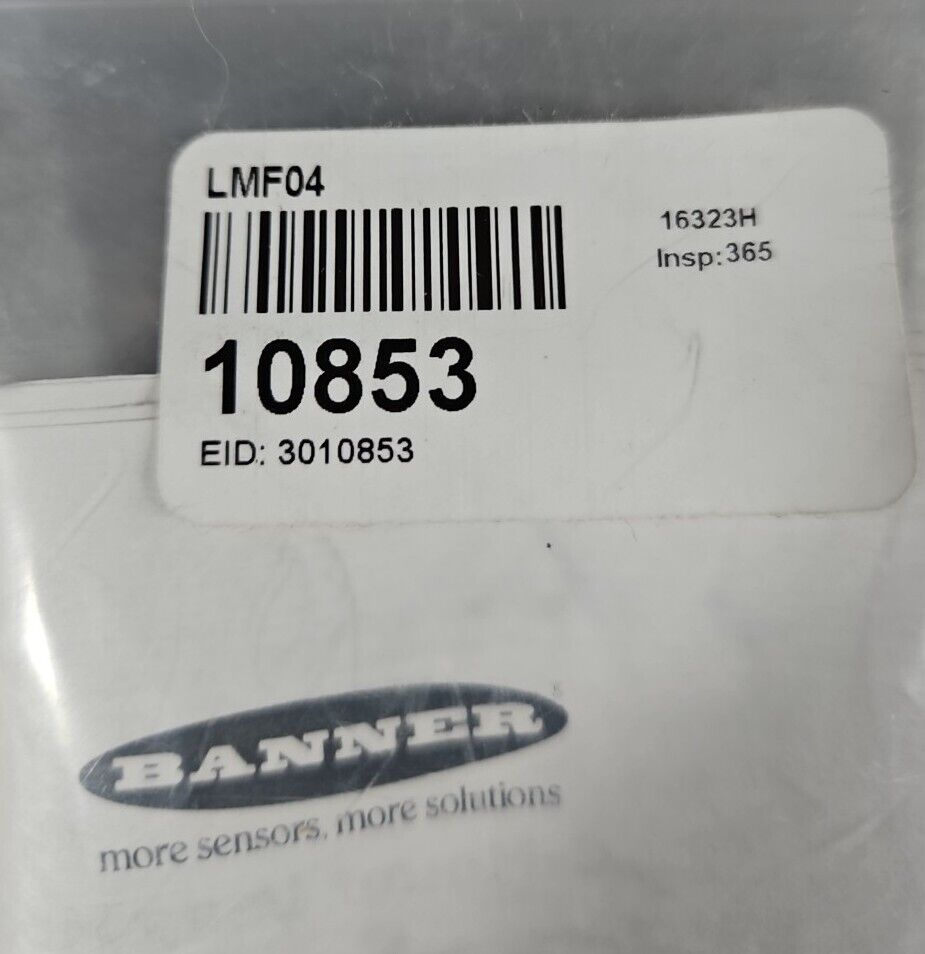 LMF04
16323H
Insp:365
10853
EID: 3010853
BANNER
more sensors, more solutions